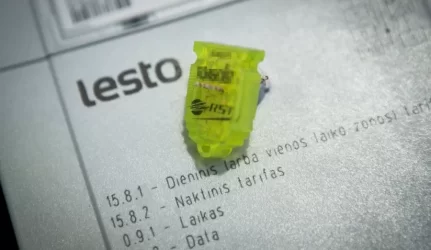 lesto
15.8.1 - Dieninis (arba vienos laiko zonos) tarif
15.8.2 - Naktinis tarifas
0.9.1 - Laikas
- Data